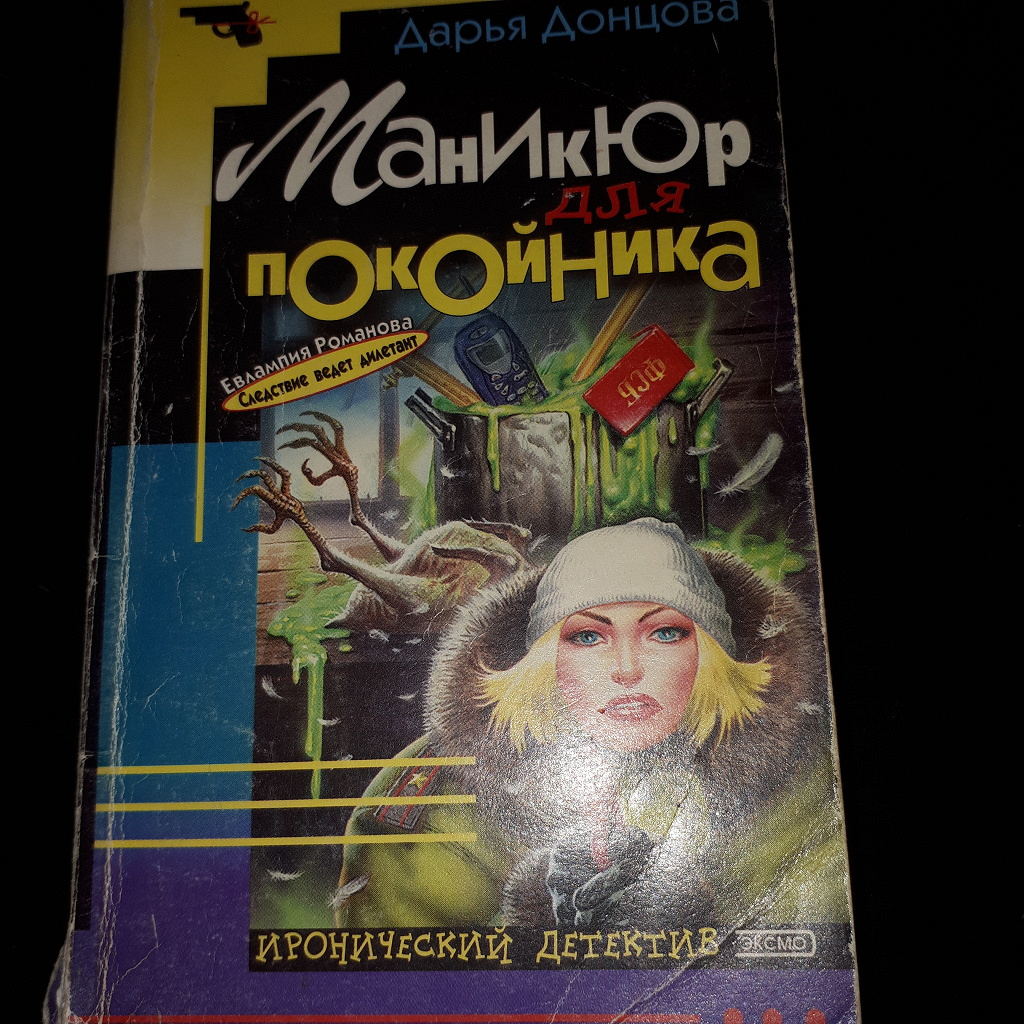 Дарья Донцова
Маникюр
для
покойника
Евлампия Романова
Следствие ведет дилетант
ИРОНИЧЕСКИЙ ДЕТЕКТИВ
ЭКСМО